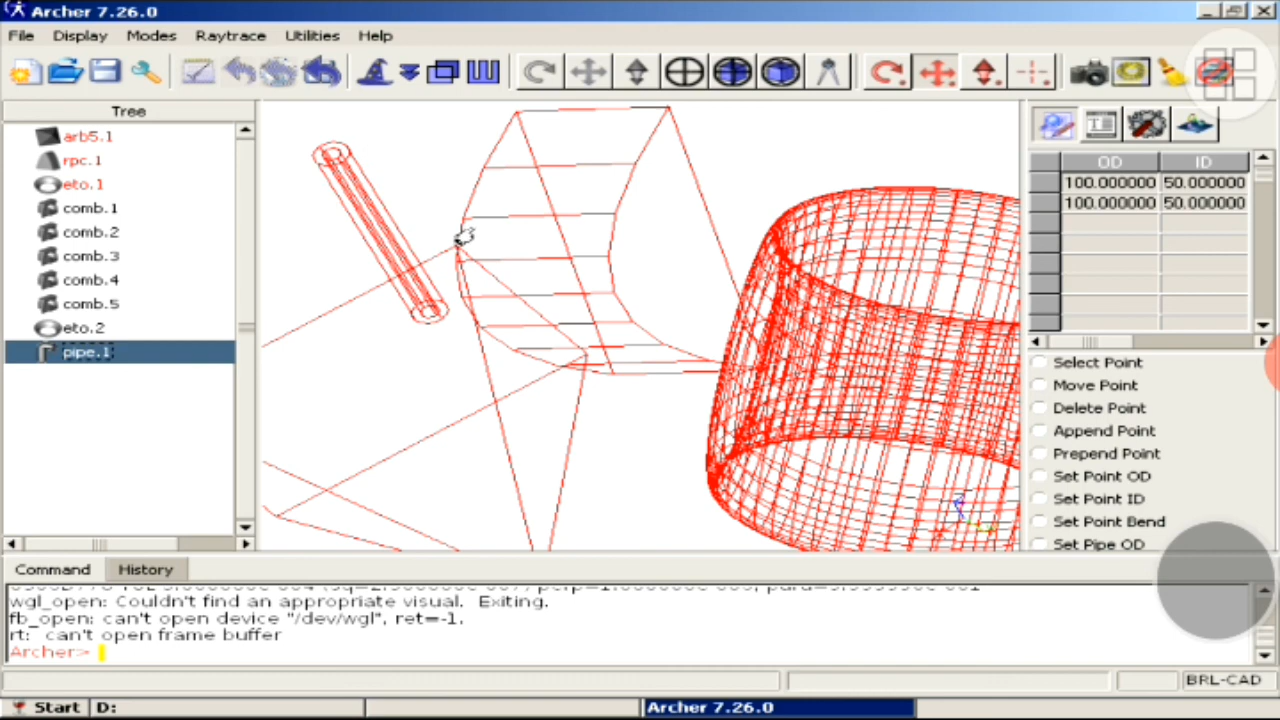 Archer 7.26.0
File Display Modes Raytrace Utilities Help
Tree
arb5.1
rpc.1
eto.1
comb.1
comb.2
comb.3
comb.4
comb.5
eto.2
pipe.1
OD ID
100.000000 50.000000
100.000000 50.000000
Select Point
Move Point
Delete Point
Append Point
Prepend Point
Set Point OD
Set Point ID
Set Point Bend
Set Pipe OD
Command History
wgl_open: Couldn't find an appropriate visual. Exiting.
fb_open: can't open device "/dev/wgl", ret=-1.
rt: can't open frame buffer
Archer>
BRL-CAD
Start D: Archer 7.26.0